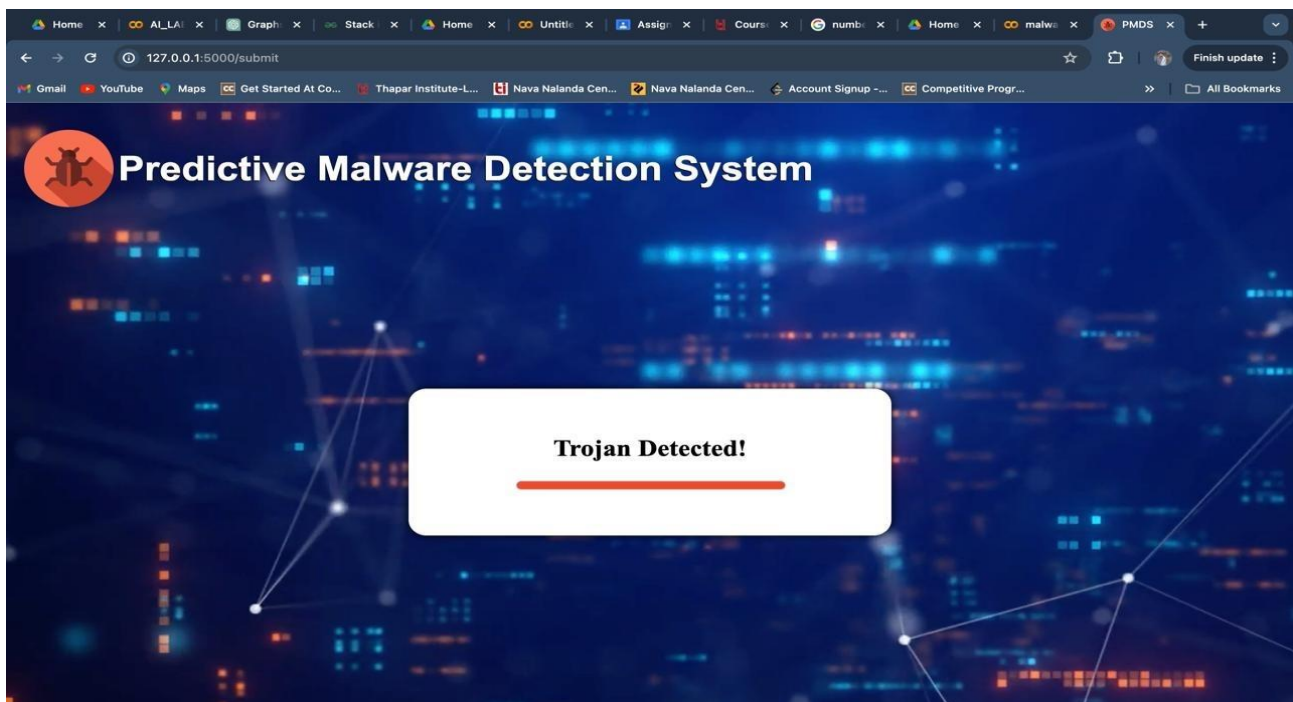 Home
AI_LA
Graph
Stack
Home
Untitle
Assign
Cours
numb
Home
malwa
PMDS
127.0.0.1:5000/submit
Finish update
Gmail
YouTube
Maps
Get Started At Co...
Thapar Institute-L...
Nava Nalanda Cen...
Nava Nalanda Cen...
Account Signup -...
Competitive Progr...
All Bookmarks
Predictive Malware Detection System
Trojan Detected!